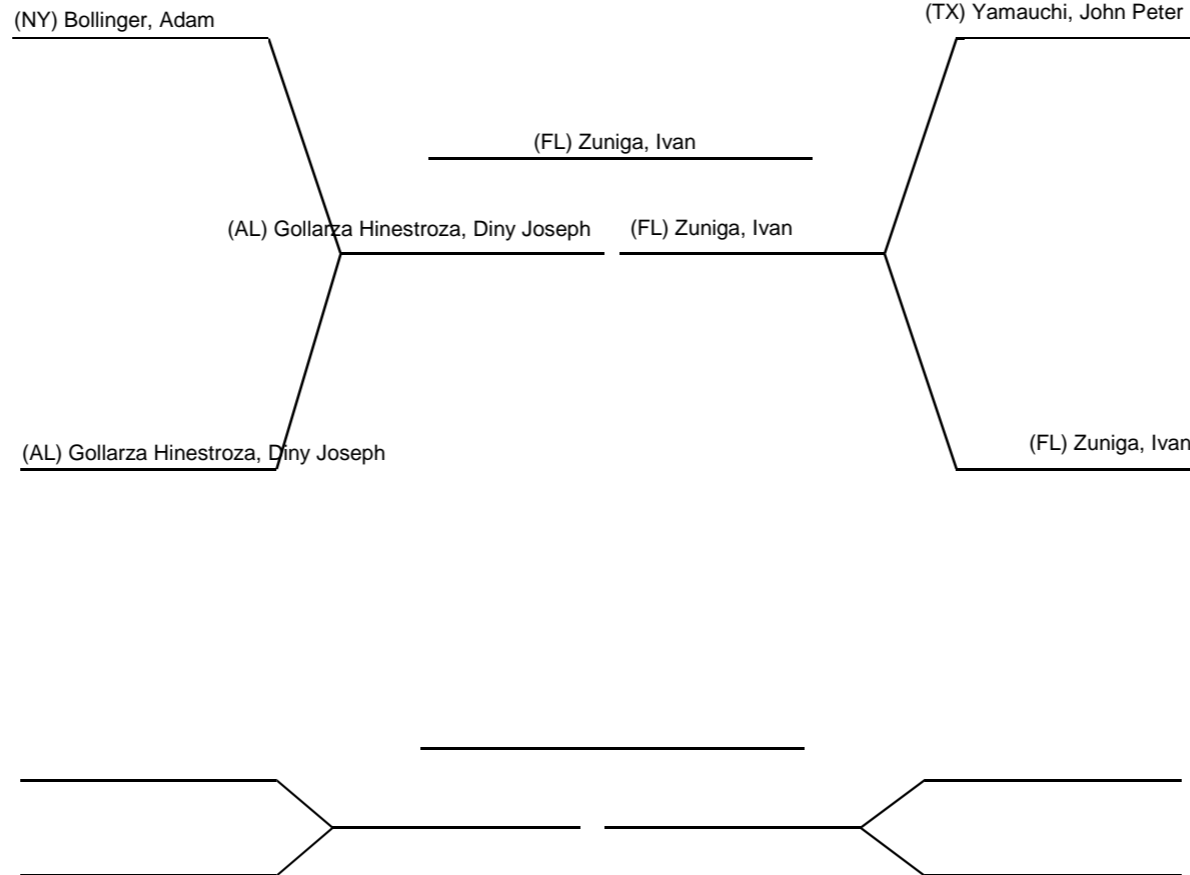 (NY) Bollinger, Adam
(TX) Yamauchi, John Peter
(FL) Zuniga, Ivan
(AL) Gollarza Hinestroza, Diny Joseph
(FL) Zuniga, Ivan
(AL) Gollarza Hinestroza, Diny Joseph
(FL) Zuniga, Ivan